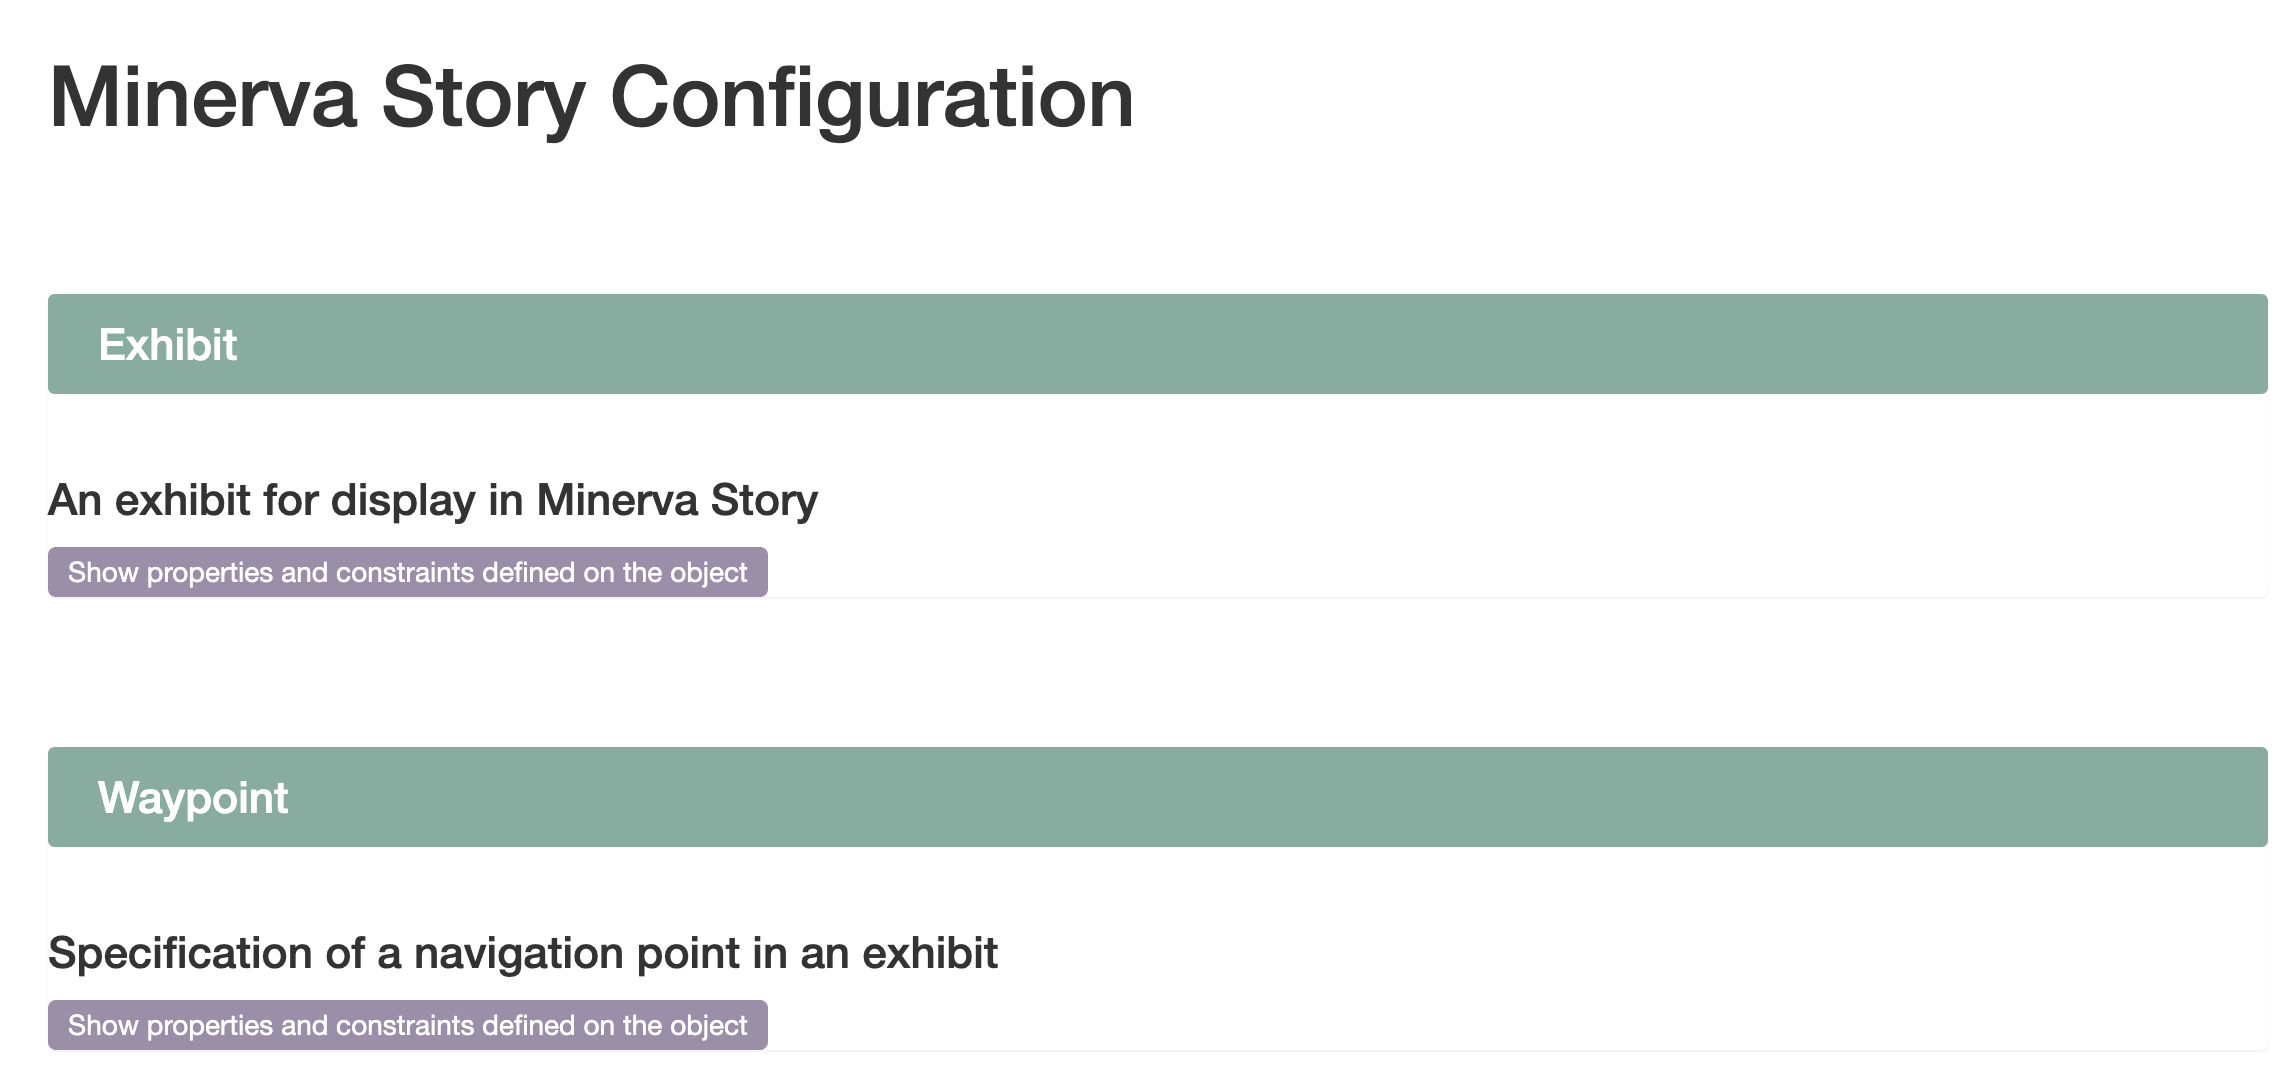 Minerva Story Configuration
Exhibit
An exhibit for display in Minerva Story
Show properties and constraints defined on the object
Waypoint
Specification of a navigation point in an exhibit
Show properties and constraints defined on the object